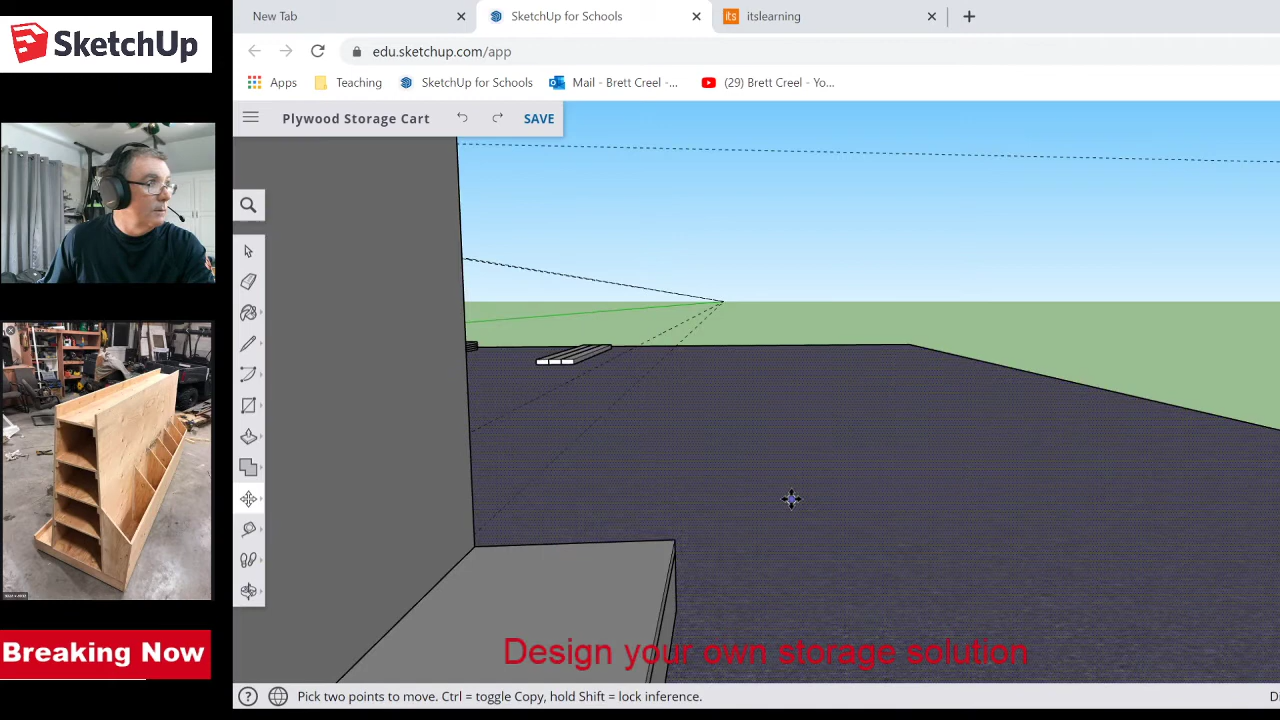 SketchUp
New Tab
SketchUp for Schools
itslearning
its
edu.sketchup.com/app
Apps
Teaching
SketchUp for Schools
Mail - Brett Creel -...
(29) Brett Creel - Yo...
Plywood Storage Cart
SAVE
Design your own storage solution
Breaking Now
Pick two points to move. Ctrl = toggle Copy, hold Shift = lock inference.